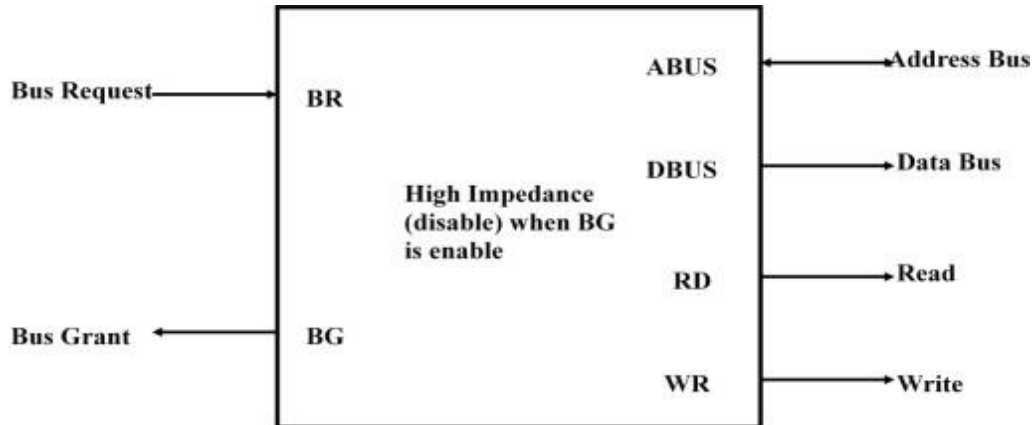 Bus Request
BR
ABUS
Address Bus
DBUS
Data Bus
High Impedance
(disable) when BG
is enable
RD
Read
Bus Grant
BG
WR
Write